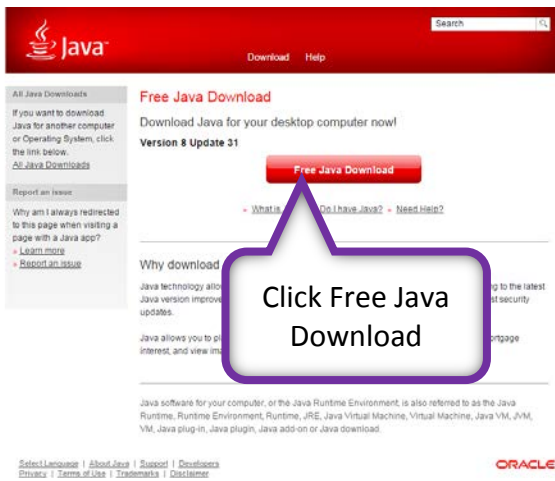 Search
Java
Download Help
All Java Downloads
If you want to download
Java for another computer
or Operating System, click
the link below.
All Java Downloads
Report an issue
Why am I always redirected
to this page when visiting a
page with a Java app?
» Learn more
» Report an issue
Free Java Download
Download Java for your desktop computer now!
Version 8 Update 31
Free Java Download
» What is Do I have Java? » Need Help?
Why download
Java technology allo g to the latest
Java version improve st security
updates.
Java allows you to pl ortgage
interest, and view ima
Click Free Java
Download
Java software for your computer, or the Java Runtime Environment, is also referred to as the Java
Runtime, Runtime Environment, Runtime, JRE, Java Virtual Machine, Virtual Machine, Java VM, JVM,
VM, Java plug-in, Java plugin, Java add-on or Java download.
Select Language | About Java | Support | Developers
Privacy | Terms of Use | Trademarks | Disclaimer
ORACLE